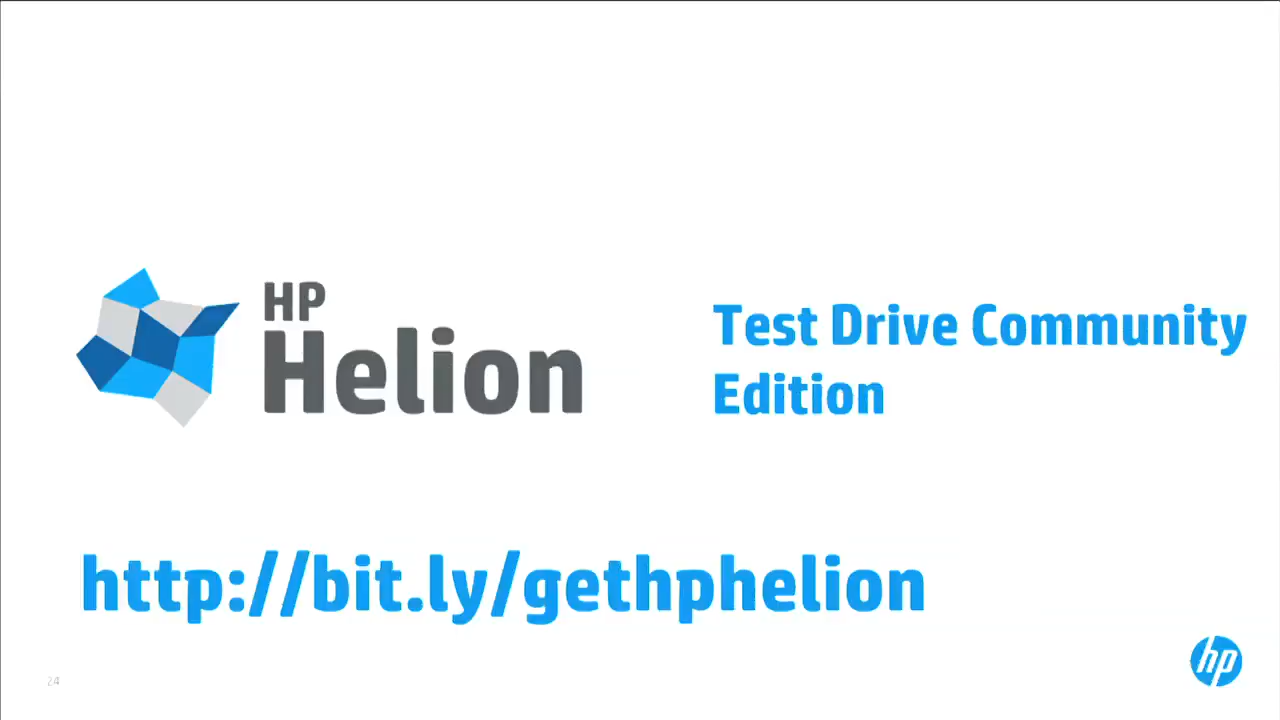 HP
Helion
Test Drive Community
Edition
http://bit.ly/gethphelion
hp
24